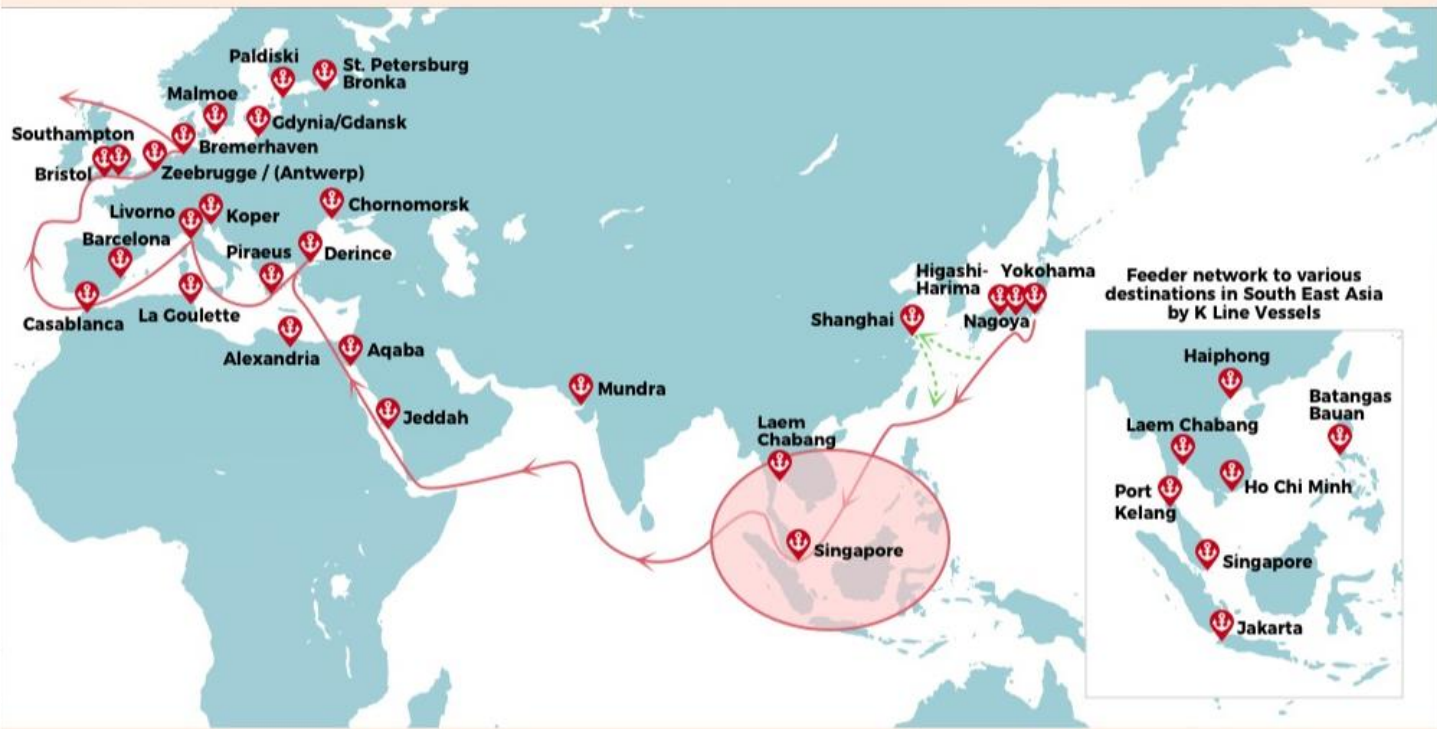 Paldiski
St. Petersburg
Bronka
Malmoe
Gdynia/Gdansk
Southampton
Bremerhaven
Bristol
Zeebrugge / (Antwerp)
Livorno
Koper
Chornomorsk
Barcelona
Piraeus
Derince
Casablanca
La Goulette
Alexandria
Aqaba
Jeddah
Mundra
Shanghai
Higashi-
Harima
Yokohama
Nagoya
Laem
Chabang
Singapore
Feeder network to various
destinations in South East Asia
by K Line Vessels
Haiphong
Batangas
Bauan
Laem Chabang
Port
Kelang
Ho Chi Minh
Singapore
Jakarta